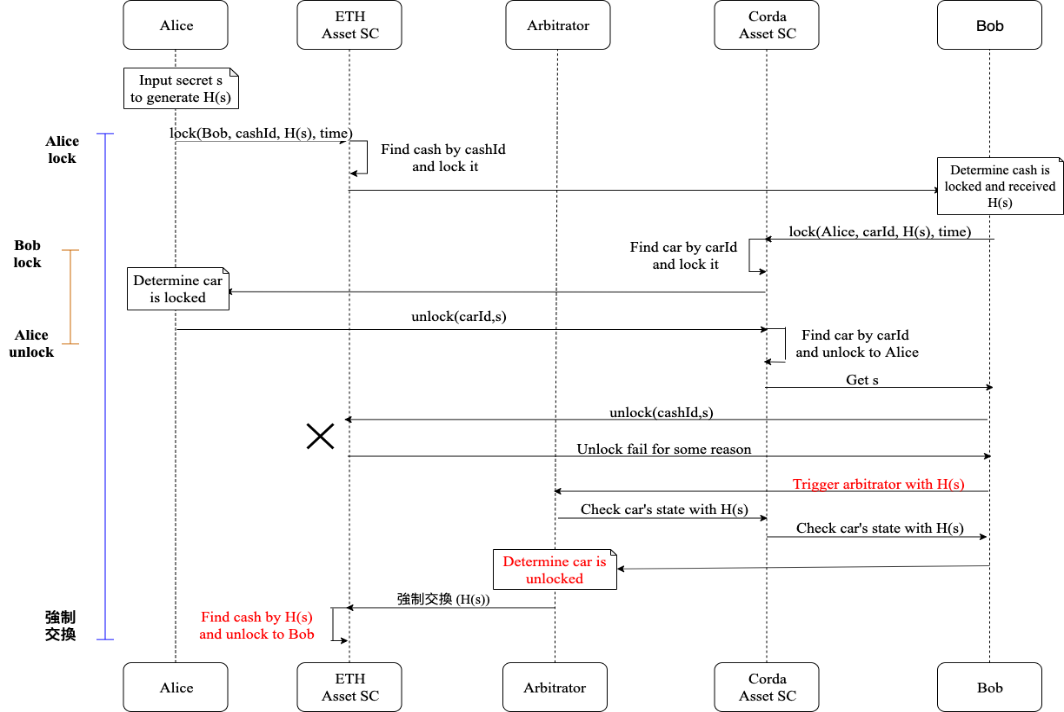 Alice
ETH
Asset SC
Arbitrator
Corda
Asset SC
Bob
Input secret s
to generate H(s)
Alice
lock
lock(Bob, cashId, H(s), time)
Find cash by cashId
and lock it
Determine cash is
locked and received
H(s)
lock(Alice, carId, H(s), time)
Bob
lock
Find car by carId
and lock it
Determine car
is locked
unlock(carId,s)
Alice
unlock
Find car by carId
and unlock to Alice
Get s
unlock(cashId,s)
Unlock fail for some reason
Trigger arbitrator with H(s)
Check car's state with H(s)
Check car's state with H(s)
Determine car is
unlocked
強制交換 (H(s))
強制
交換
Find cash by H(s)
and unlock to Bob
Alice
ETH
Asset SC
Arbitrator
Corda
Asset SC
Bob